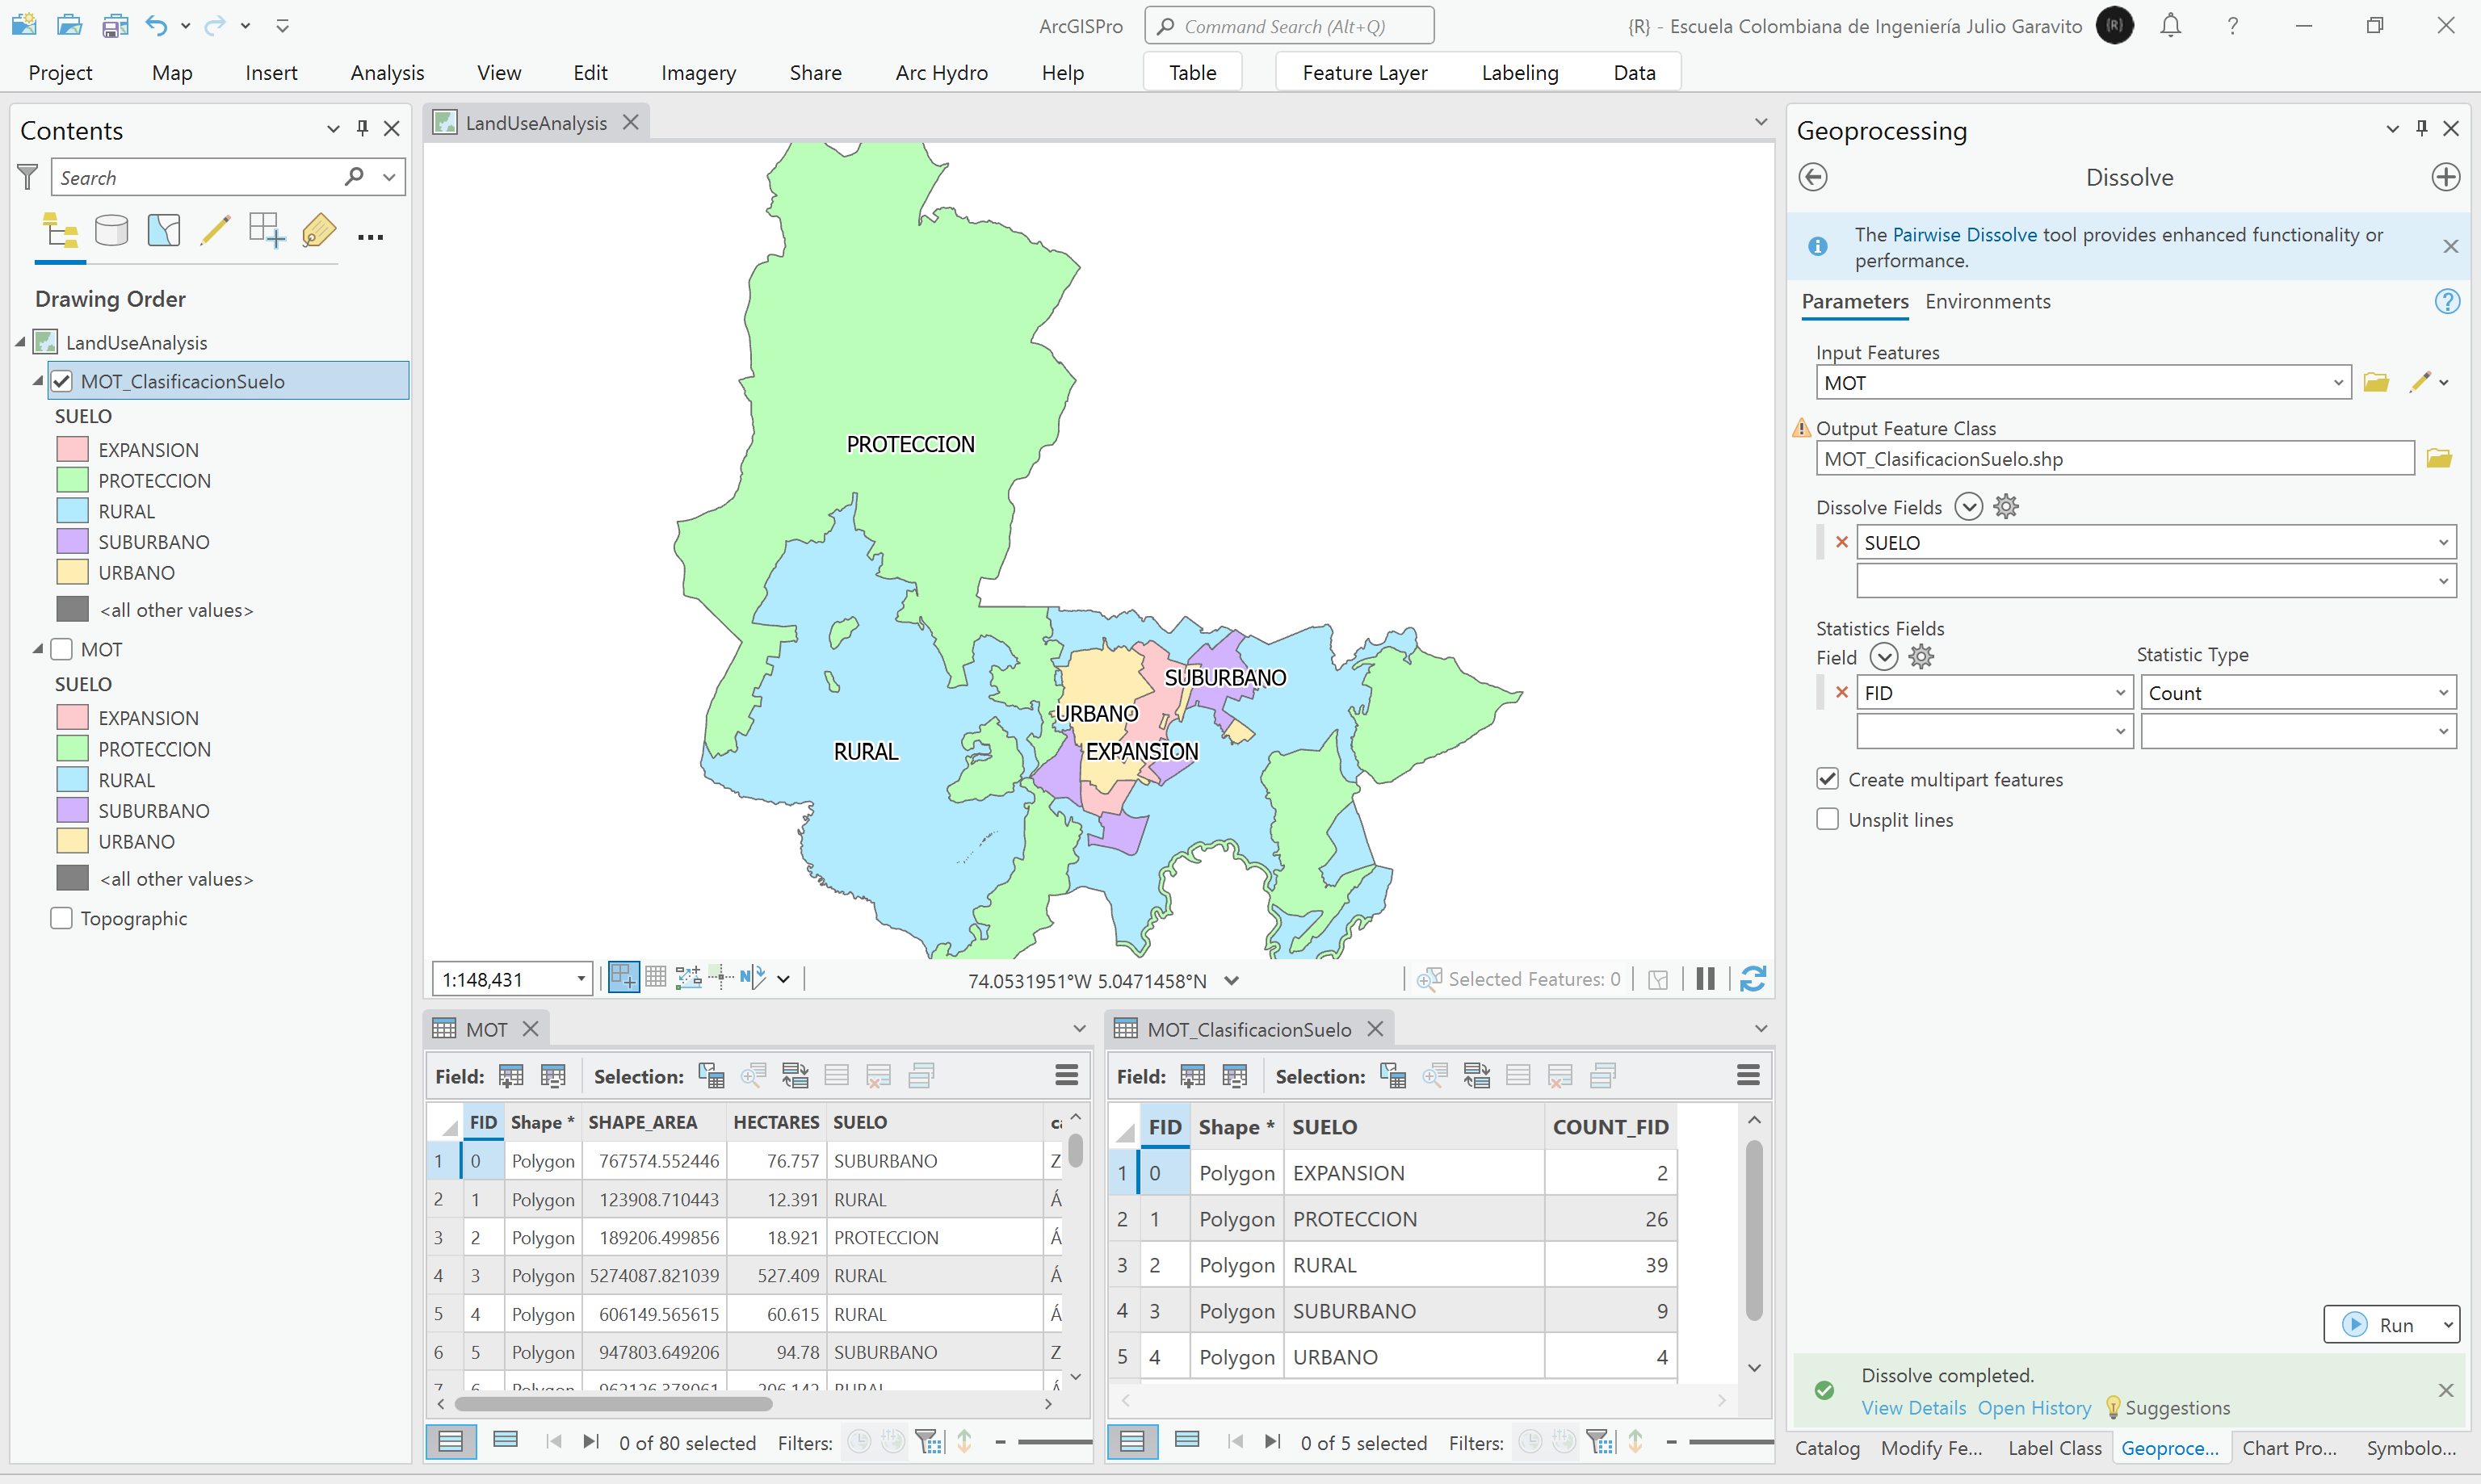 ArcGISPro
Command Search (Alt+Q)
{R} - Escuela Colombiana de Ingeniería Julio Garavito
{R}
Project Map Insert Analysis View Edit Imagery Share Arc Hydro Help Table Feature Layer Labeling Data
Contents
Search
Drawing Order
LandUseAnalysis
MOT_ClasificacionSuelo
SUELO
EXPANSION
PROTECCION
RURAL
SUBURBANO
URBANO
<all other values>
MOT
SUELO
EXPANSION
PROTECCION
RURAL
SUBURBANO
URBANO
<all other values>
Topographic
LandUseAnalysis
PROTECCION
SUBURBANO
URBANO
RURAL
EXPANSION
1:148,431
74.0531951°W 5.0471458°N
Selected Features: 0
MOT
Field: Selection:
FID Shape * SHAPE_AREA HECTARES SUELO
1 0 Polygon 767574.552446 76.757 SUBURBANO Z
2 1 Polygon 123908.710443 12.391 RURAL Á
3 2 Polygon 189206.499856 18.921 PROTECCION Á
4 3 Polygon 5274087.821039 527.409 RURAL Á
5 4 Polygon 606149.565615 60.615 RURAL Á
6 5 Polygon 947803.649206 94.78 SUBURBANO Z
7 6 Polygon RURAL
0 of 80 selected Filters:
MOT_ClasificacionSuelo
Field: Selection:
FID Shape * SUELO COUNT_FID
1 0 Polygon EXPANSION 2
2 1 Polygon PROTECCION 26
3 2 Polygon RURAL 39
4 3 Polygon SUBURBANO 9
5 4 Polygon URBANO 4
0 of 5 selected Filters:
Geoprocessing
Dissolve
The Pairwise Dissolve tool provides enhanced functionality or
performance.
Parameters Environments
Input Features
MOT
Output Feature Class
MOT_ClasificacionSuelo.shp
Dissolve Fields
SUELO
Statistics Fields
Field Statistic Type
FID Count
Create multipart features
Unsplit lines
Run
Dissolve completed.
View Details Open History Suggestions
Catalog Modify Fe... Label Class Geoproce... Chart Pro... Symbolo...